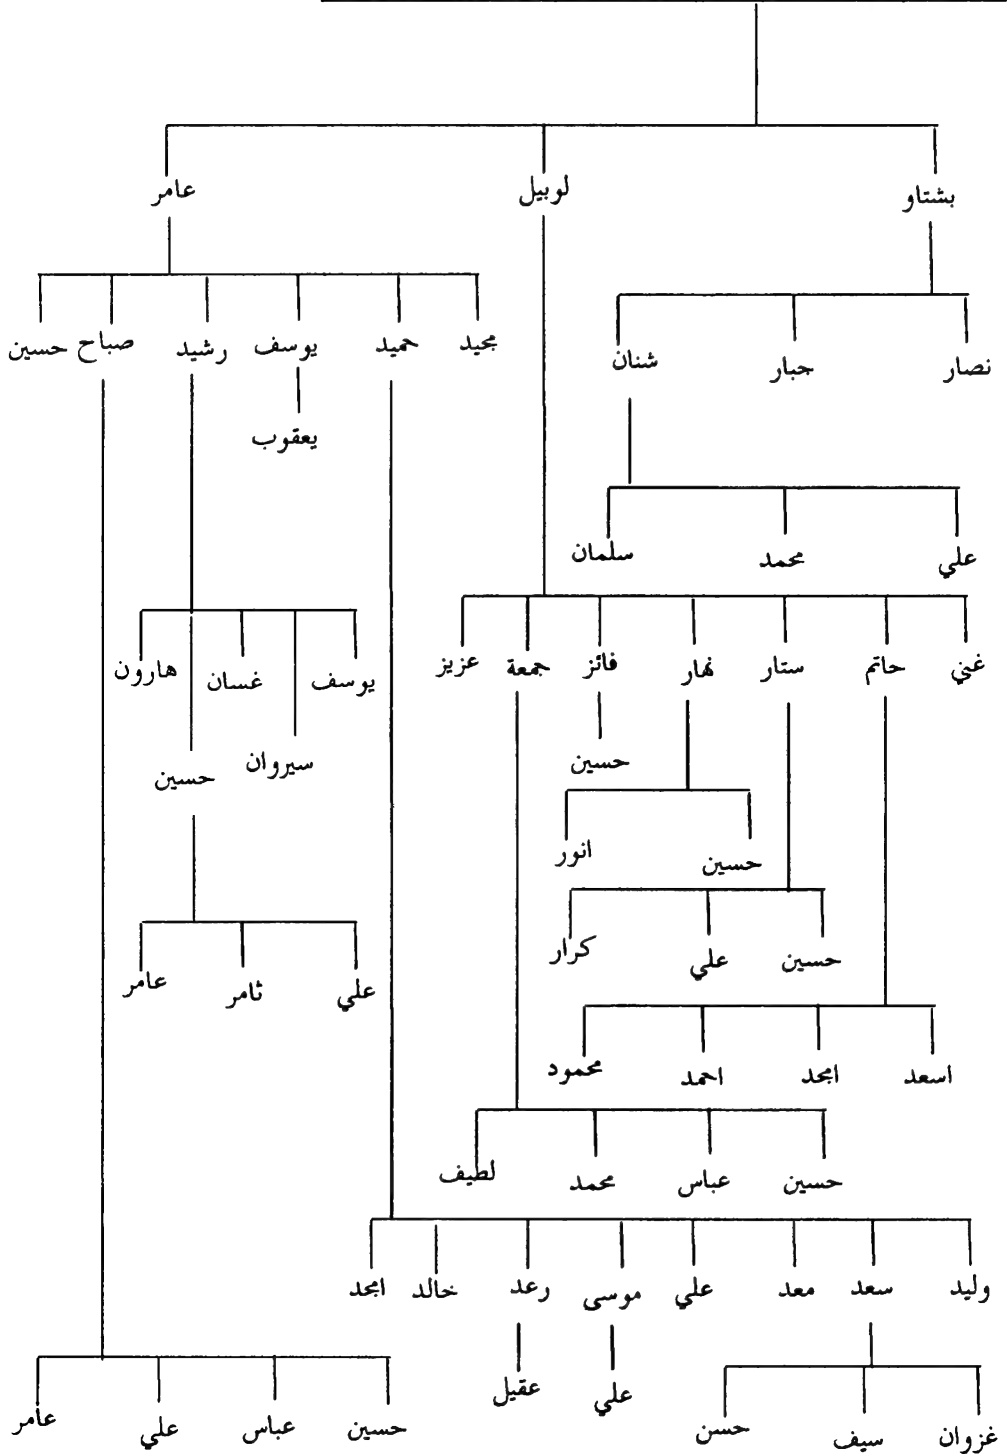 بشتاو لوبيل عامر
مجيد حميد يوسف رشيد صباح حسين
نصار جبار شنان
يعقوب
علي محمد سلمان
غني حاتم ستار نهار فائز جمعة عزيز
يوسف غسان هارون
حسين
سيروان حسين
حسين انور
حسين علي كرار
علي ثامر عامر
اسعد امجد احمد محمود
حسين عباس محمد لطيف
وليد سعد معد علي موسى رعد خالد امجد
علي عقيل
غزوان سيف حسن
حسين عباس علي عامر